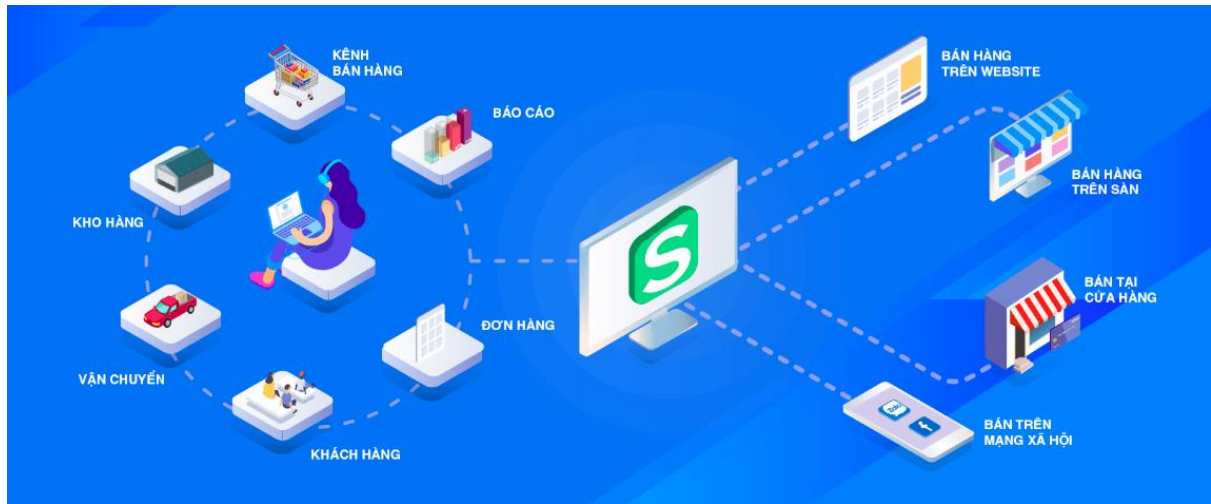 KÊNH
BÁN HÀNG
BÁO CÁO
KHO HÀNG
VẬN CHUYỂN
KHÁCH HÀNG
ĐƠN HÀNG
S
BÁN HÀNG
TRÊN WEBSITE
BÁN HÀNG
TRÊN SÀN
BÁN TẠI
CỬA HÀNG
Zalo
f
BÁN TRÊN
MẠNG XÃ HỘI